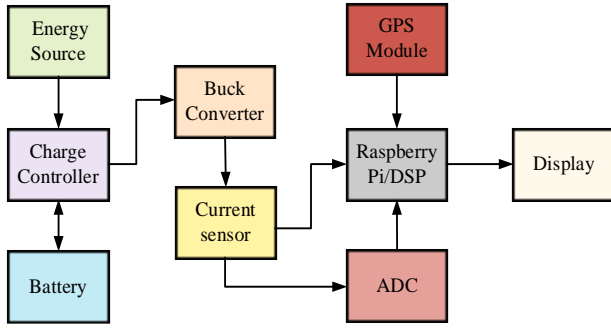 Energy
Source
GPS
Module
Buck
Converter
Charge
Controller
Raspberry
Pi/DSP
Display
Current
sensor
Battery
ADC